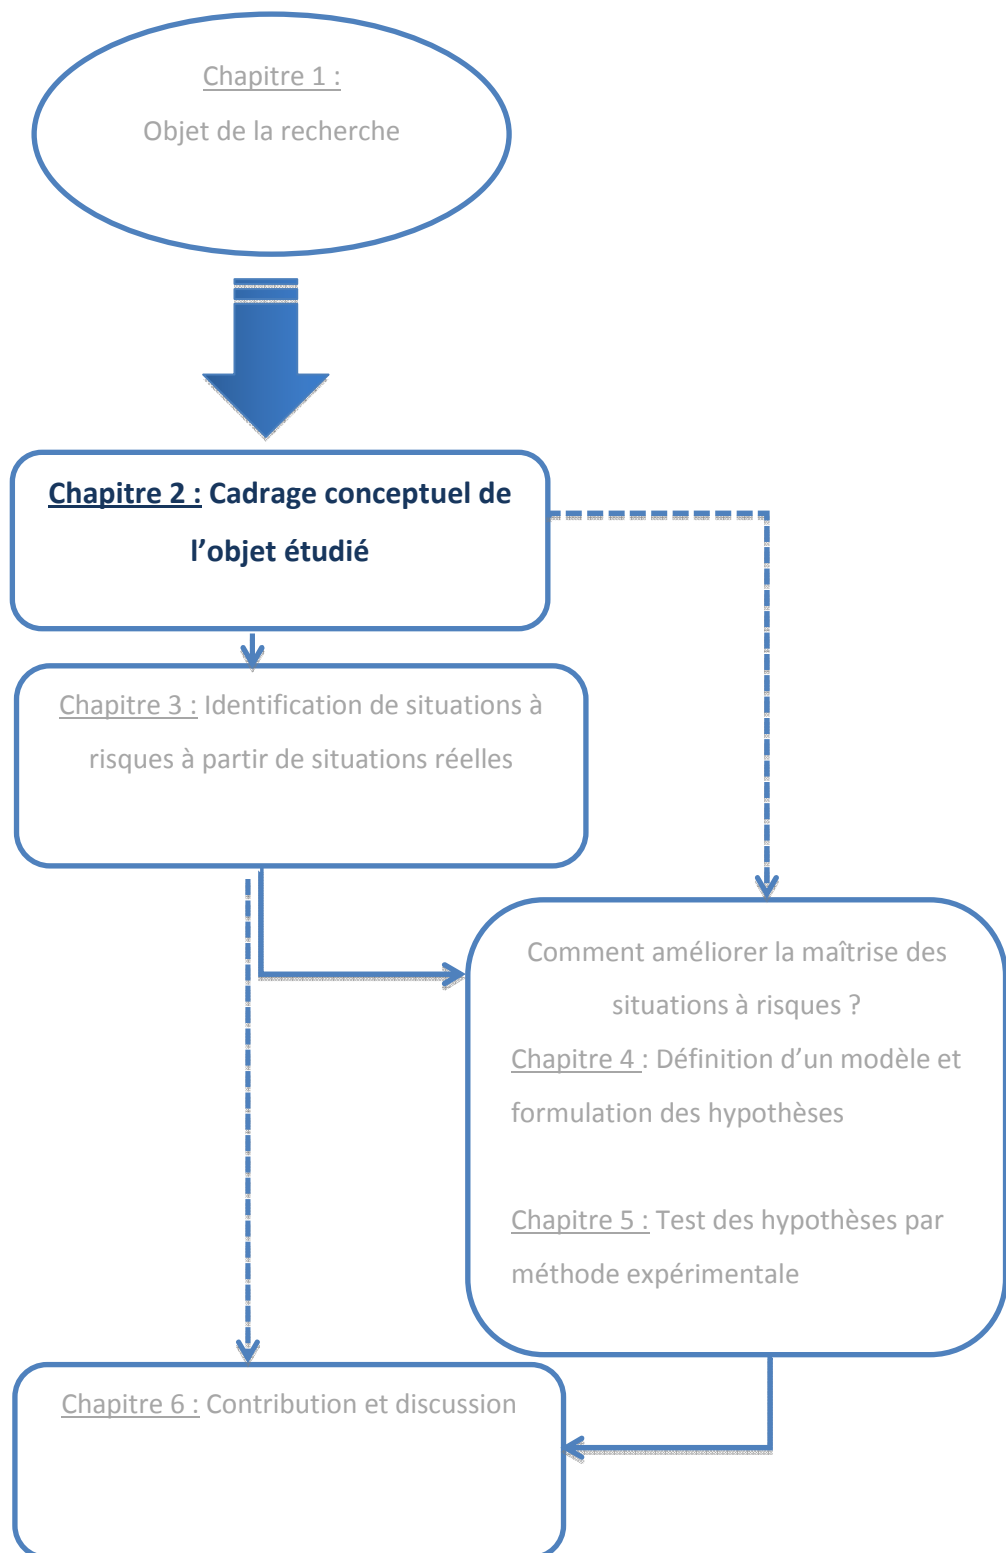 Chapitre 1 :
Objet de la recherche
Chapitre 2 : Cadrage conceptuel de
l’objet étudié
Chapitre 3 : Identification de situations à
risques à partir de situations réelles
Comment améliorer la maîtrise des
situations à risques ?
Chapitre 4 : Définition d’un modèle et
formulation des hypothèses
Chapitre 5 : Test des hypothèses par
méthode expérimentale
Chapitre 6 : Contribution et discussion